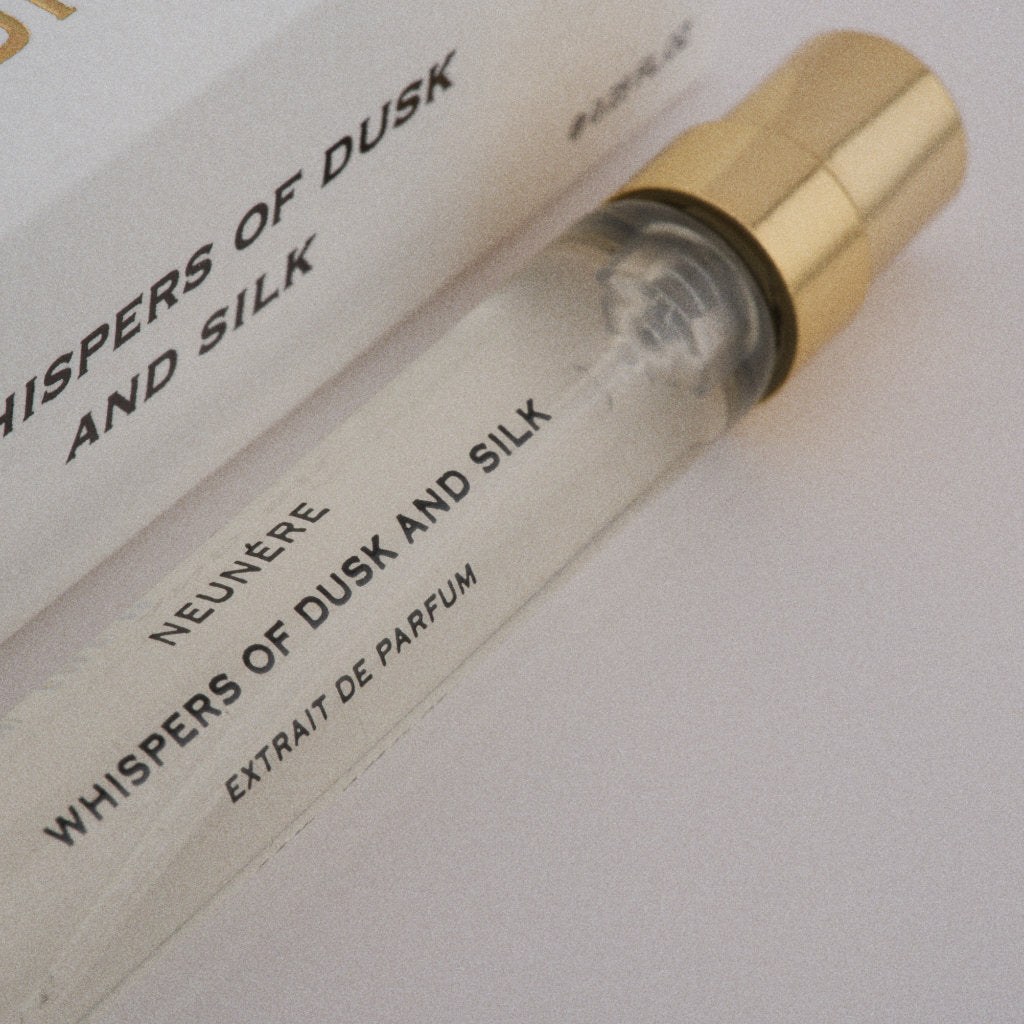 HISPERS OF DUSK
AND SILK
NEUNÈRE
WHISPERS OF DUSK AND SILK
EXTRAIT DE PARFUM